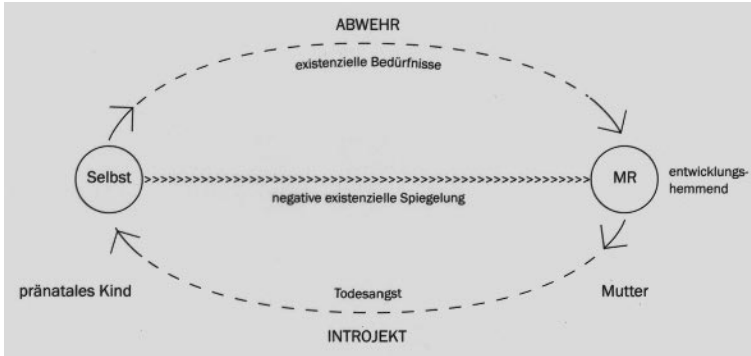 ABWEHR
existenzielle Bedürfnisse
Selbst
>>>>>>>>>>>>>>>>>>>>>>>>>>>>>>>>>>>>>>>>>>>>>>>>>>>>>>>>>>>>
MR
entwicklungs-
hemmend
negative existenzielle Spiegelung
pränatales Kind
Todesangst
Mutter
INTROJEKT